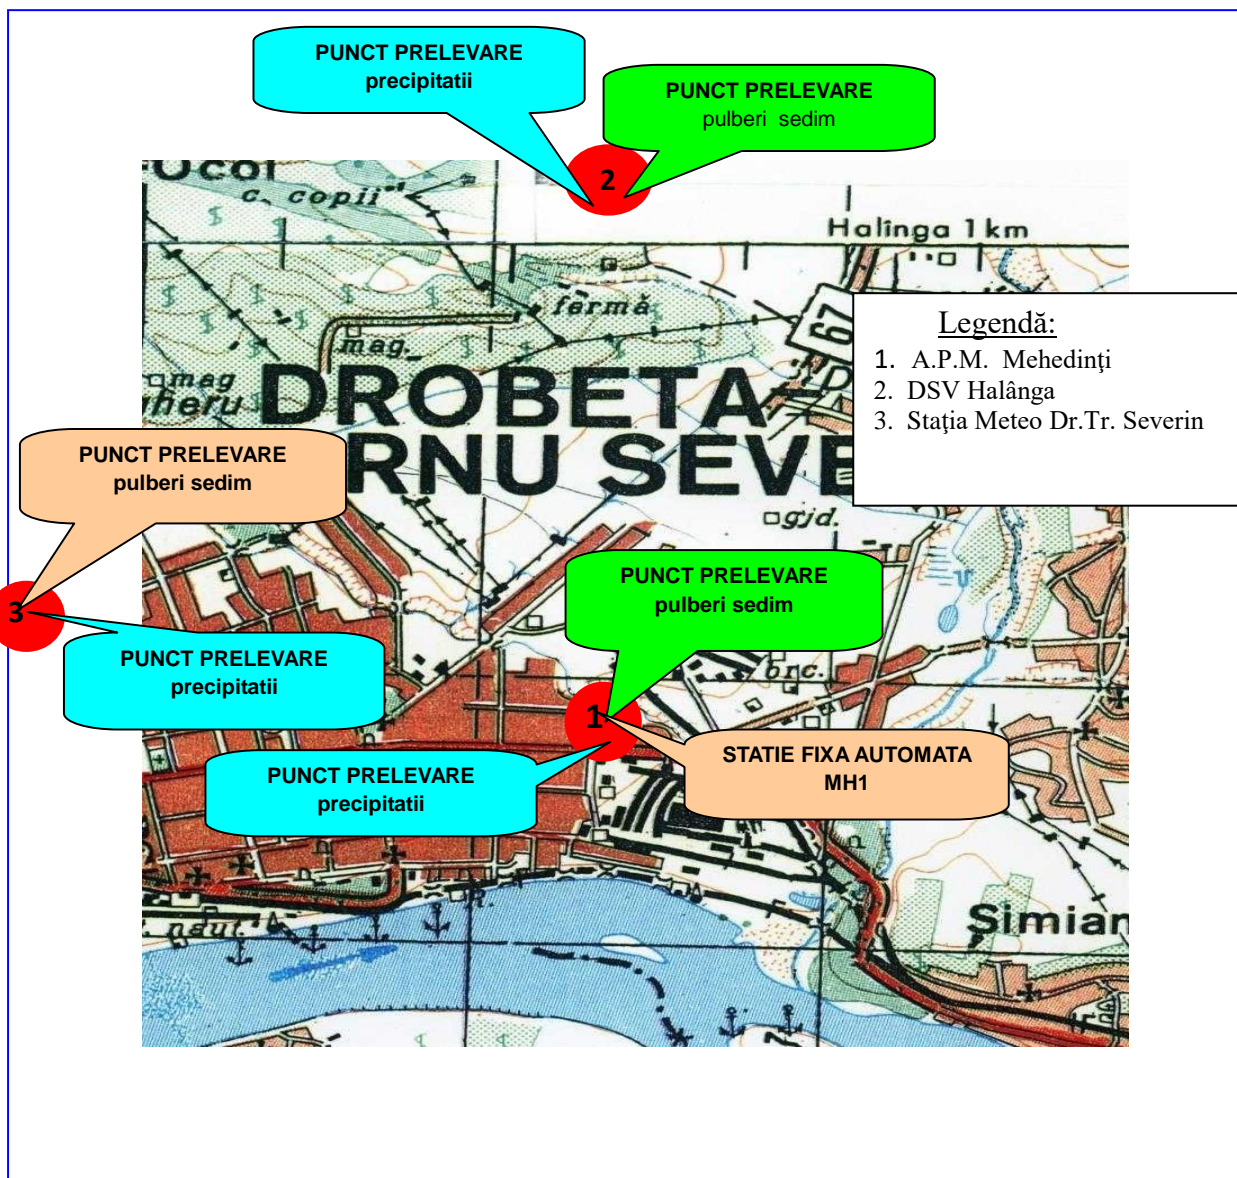 PUNCT PRELEVARE
precipitatii
PUNCT PRELEVARE
pulberi sedim
2
Ocol
c. copii
Halînga 1 km
fermă
67
mag.
Legendă:
1. A.P.M. Mehedinţi
2. DSV Halânga
3. Staţia Meteo Dr.Tr. Severin
mag
gheru
DROBETA-
RNU SEVE
PUNCT PRELEVARE
pulberi sedim
gjd.
PUNCT PRELEVARE
pulberi sedim
3
PUNCT PRELEVARE
precipitatii
brc.
1
STATIE FIXA AUTOMATA
MH1
PUNCT PRELEVARE
precipitatii
Simian
naut.